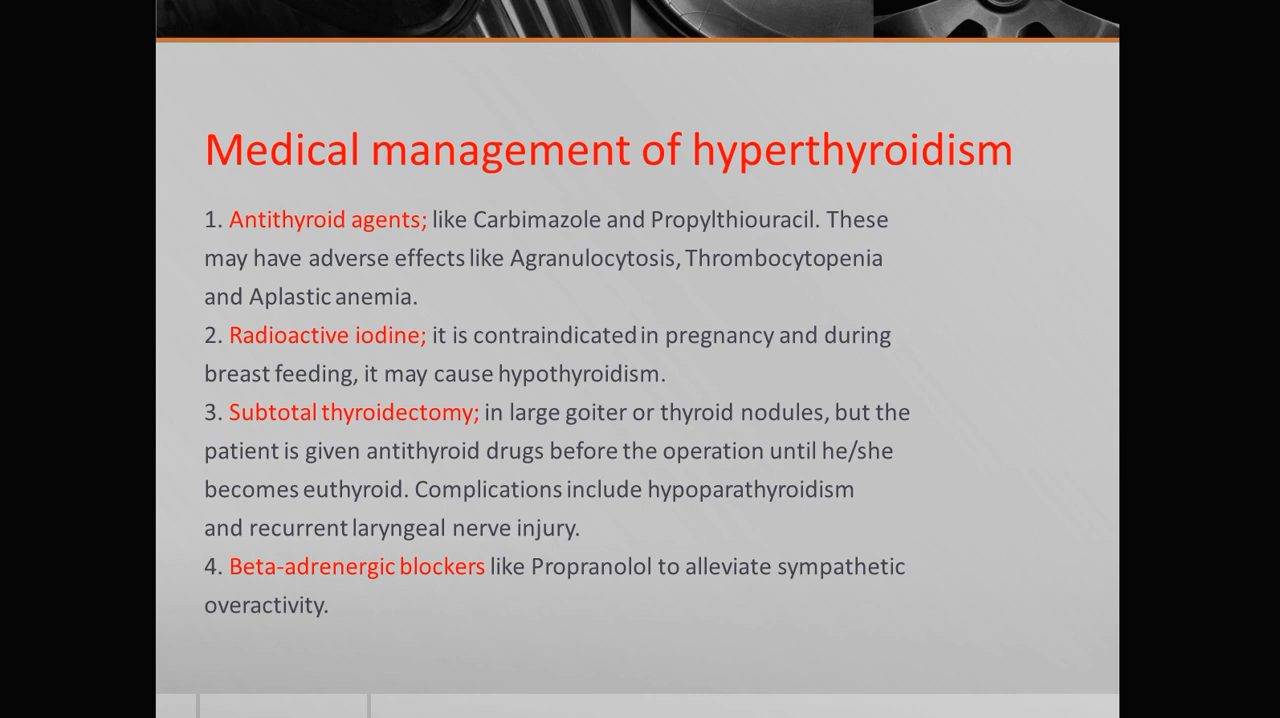 Medical management of hyperthyroidism
1. Antithyroid agents; like Carbimazole and Propylthiouracil. These
may have adverse effects like Agranulocytosis, Thrombocytopenia
and Aplastic anemia.
2. Radioactive iodine; it is contraindicated in pregnancy and during
breast feeding, it may cause hypothyroidism.
3. Subtotal thyroidectomy; in large goiter or thyroid nodules, but the
patient is given antithyroid drugs before the operation until he/she
becomes euthyroid. Complications include hypoparathyroidism
and recurrent laryngeal nerve injury.
4. Beta-adrenergic blockers like Propranolol to alleviate sympathetic
overactivity.